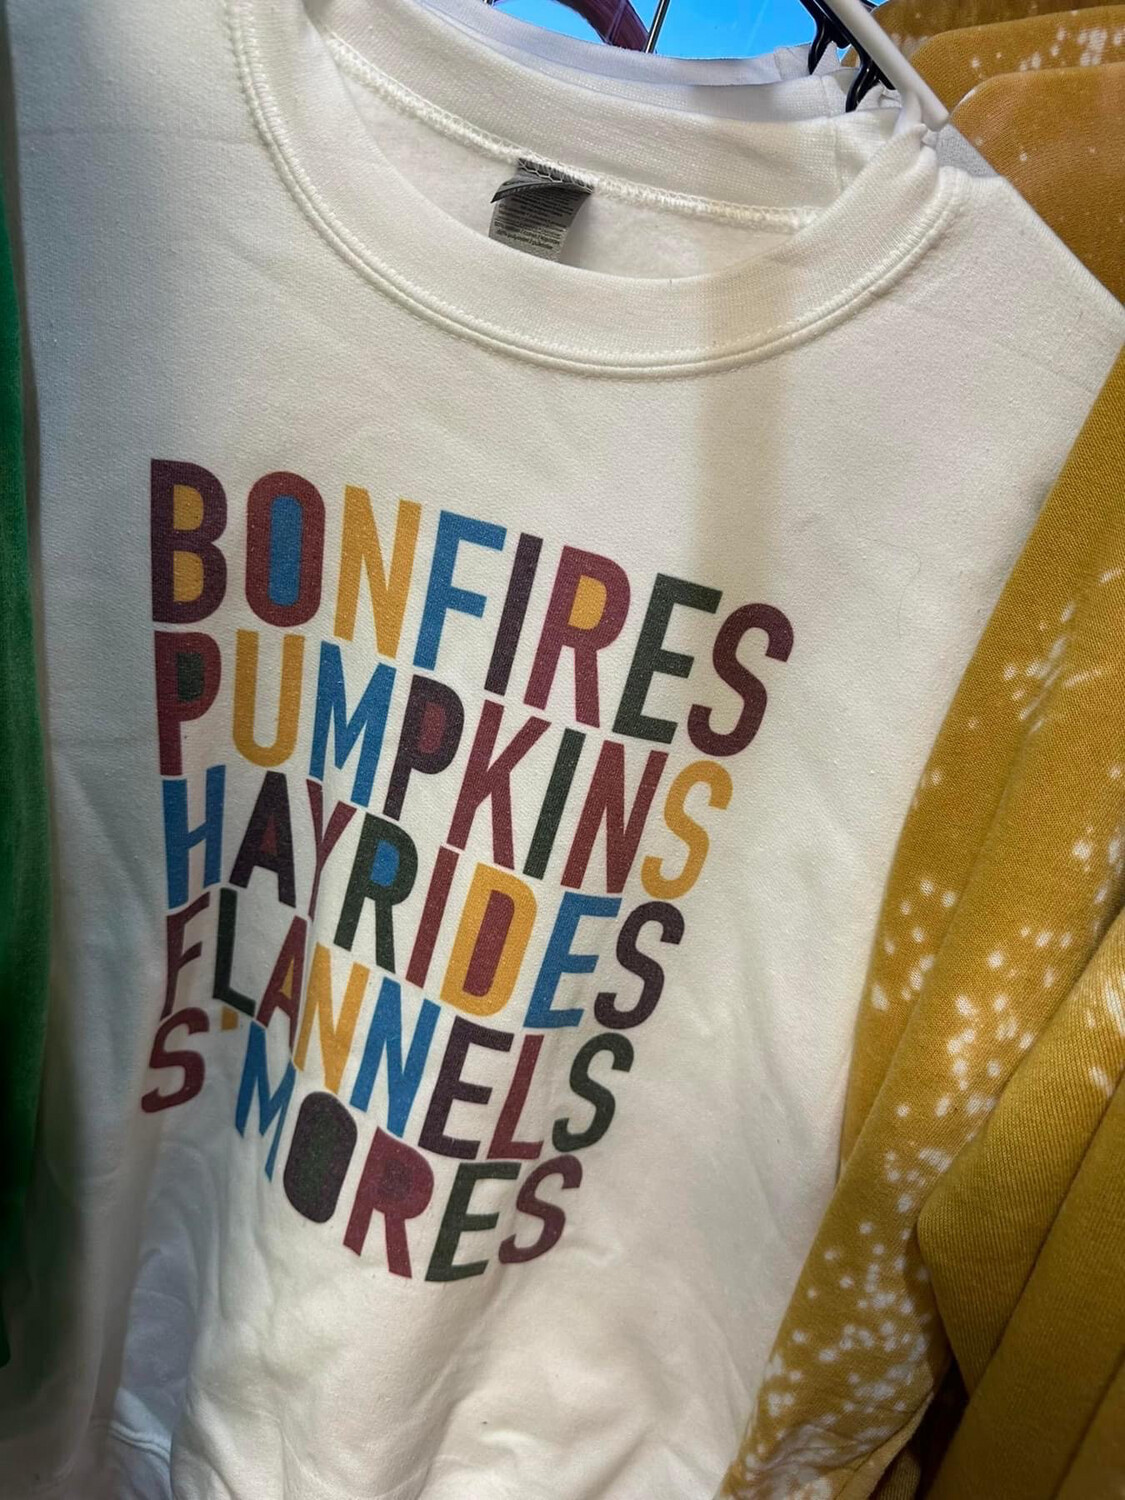 BONFIRES
PUMPKINS
HAYRIDES
FLANNELS
S'MORES